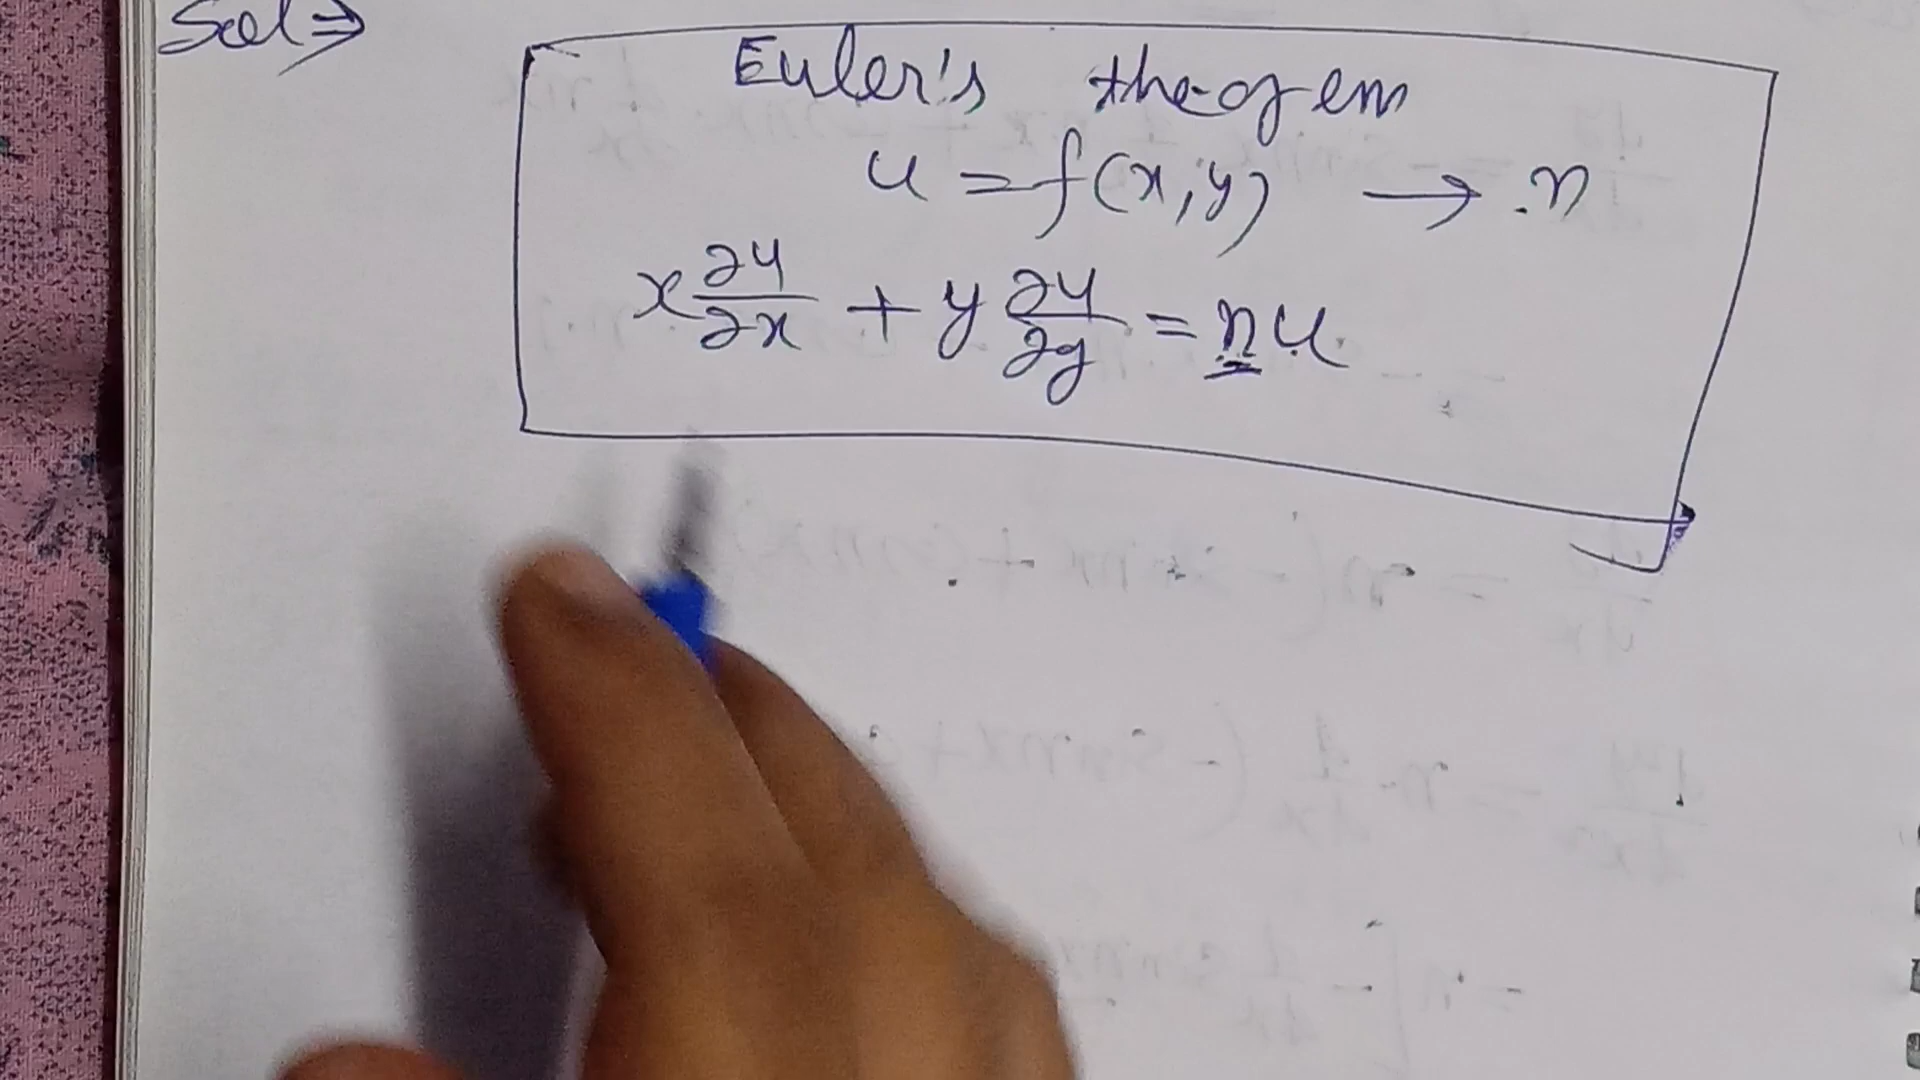 Sol ⇒
Euler's theorem
u = f(x,y) → n
x ∂u/∂x + y ∂u/∂y = nu